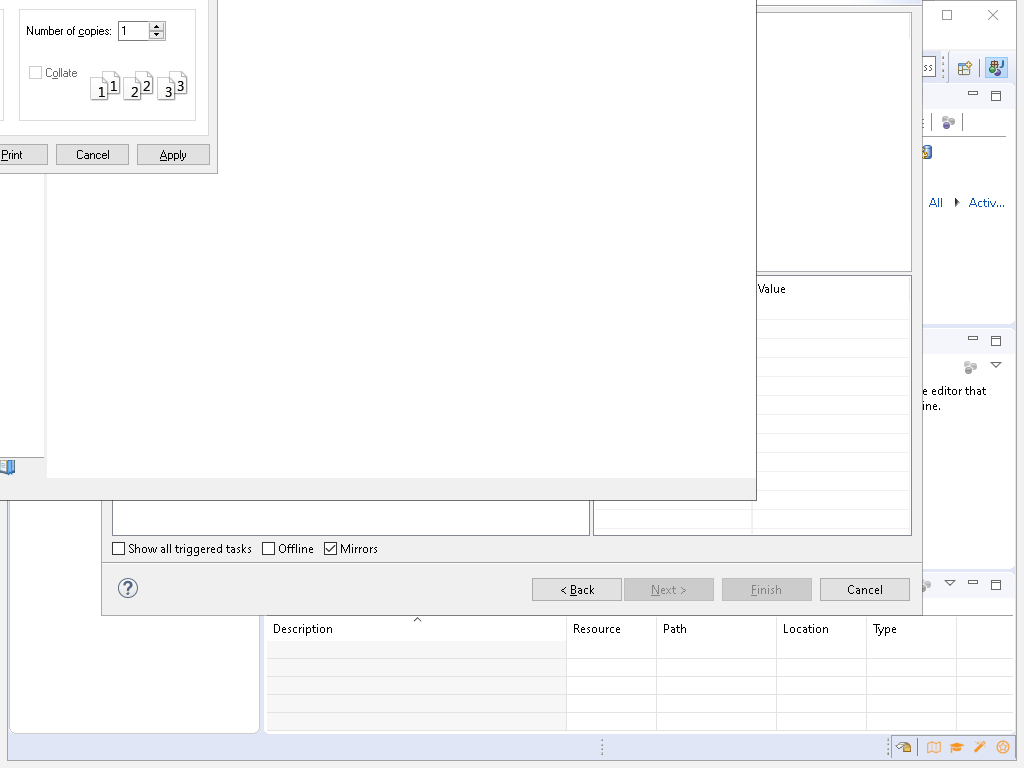 Number of copies: 1
ss
Collate
1 1 2 2 3 3
Print Cancel Apply
All Activ...
Value
e editor that
ine.
Show all triggered tasks Offline Mirrors
? < Back Next > Finish Cancel
Description Resource Path Location Type